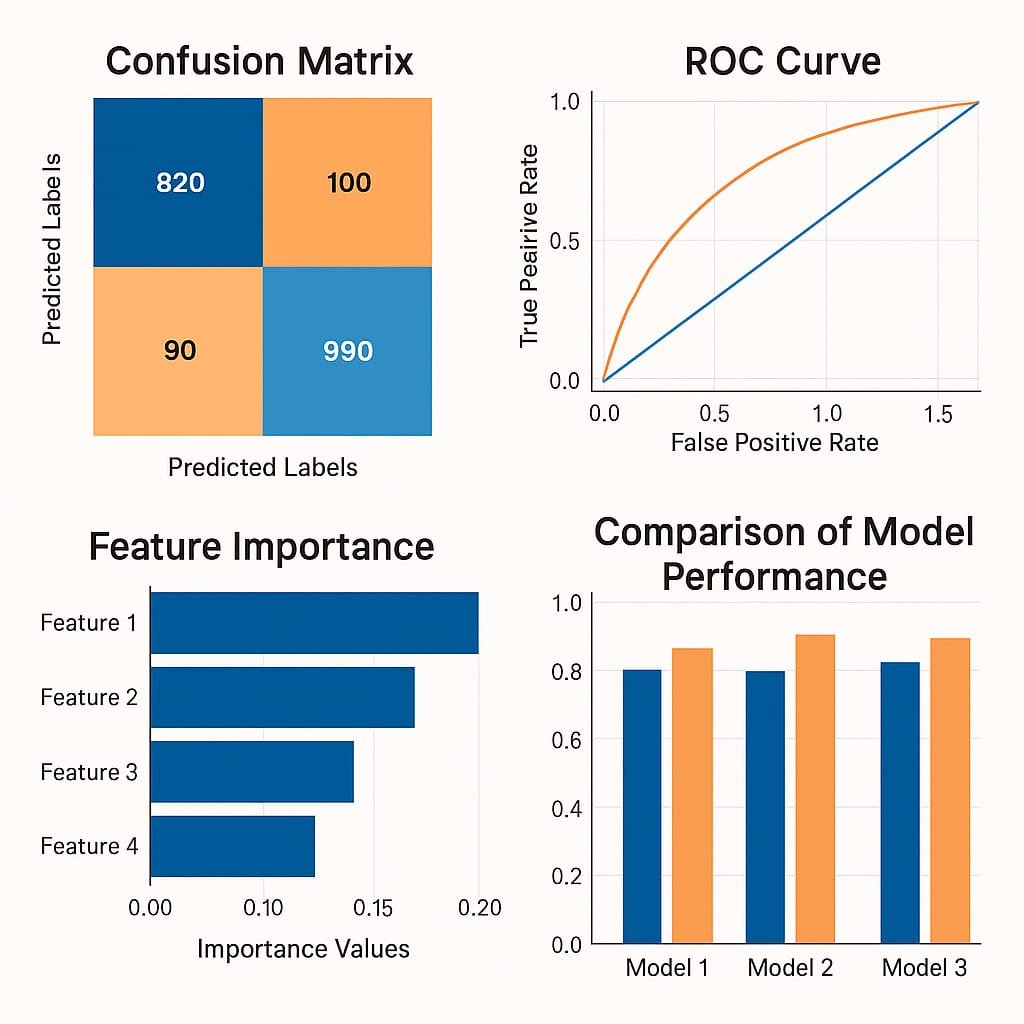 Confusion Matrix
Predicted Labels
820
100
90
990
Predicted Labels
ROC Curve
True Peairive Rate
1.0
0.5
0.0
0.0
0.5
1.0
1.5
False Positive Rate
Feature Importance
Feature 1
Feature 2
Feature 3
Feature 4
0.00
0.10
0.15
0.20
Importance Values
Comparison of Model
Performance
1.0
0.8
0.6
0.4
0.2
0.0
Model 1
Model 2
Model 3